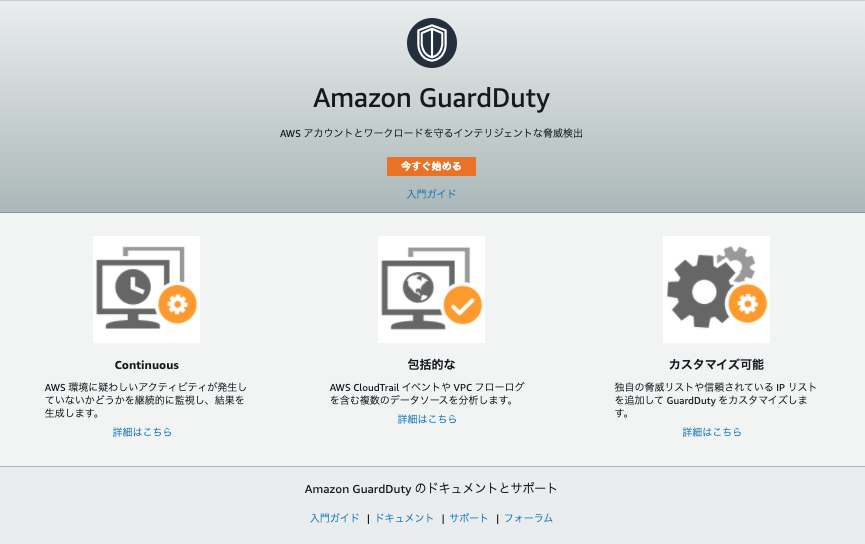 Amazon GuardDuty
AWS アカウントとワークロードを守るインテリジェントな脅威検出
今すぐ始める
入門ガイド
Continuous
AWS 環境に疑わしいアクティビティが発生し
ていないかどうかを継続的に監視し、結果を
生成します。
詳細はこちら
包括的な
AWS CloudTrail イベントや VPC フローログ
を含む複数のデータソースを分析します。
詳細はこちら
カスタマイズ可能
独自の脅威リストや信頼されている IP リスト
を追加して GuardDuty をカスタマイズしま
す。
詳細はこちら
Amazon GuardDuty のドキュメントとサポート
入門ガイド | ドキュメント | サポート | フォーラム